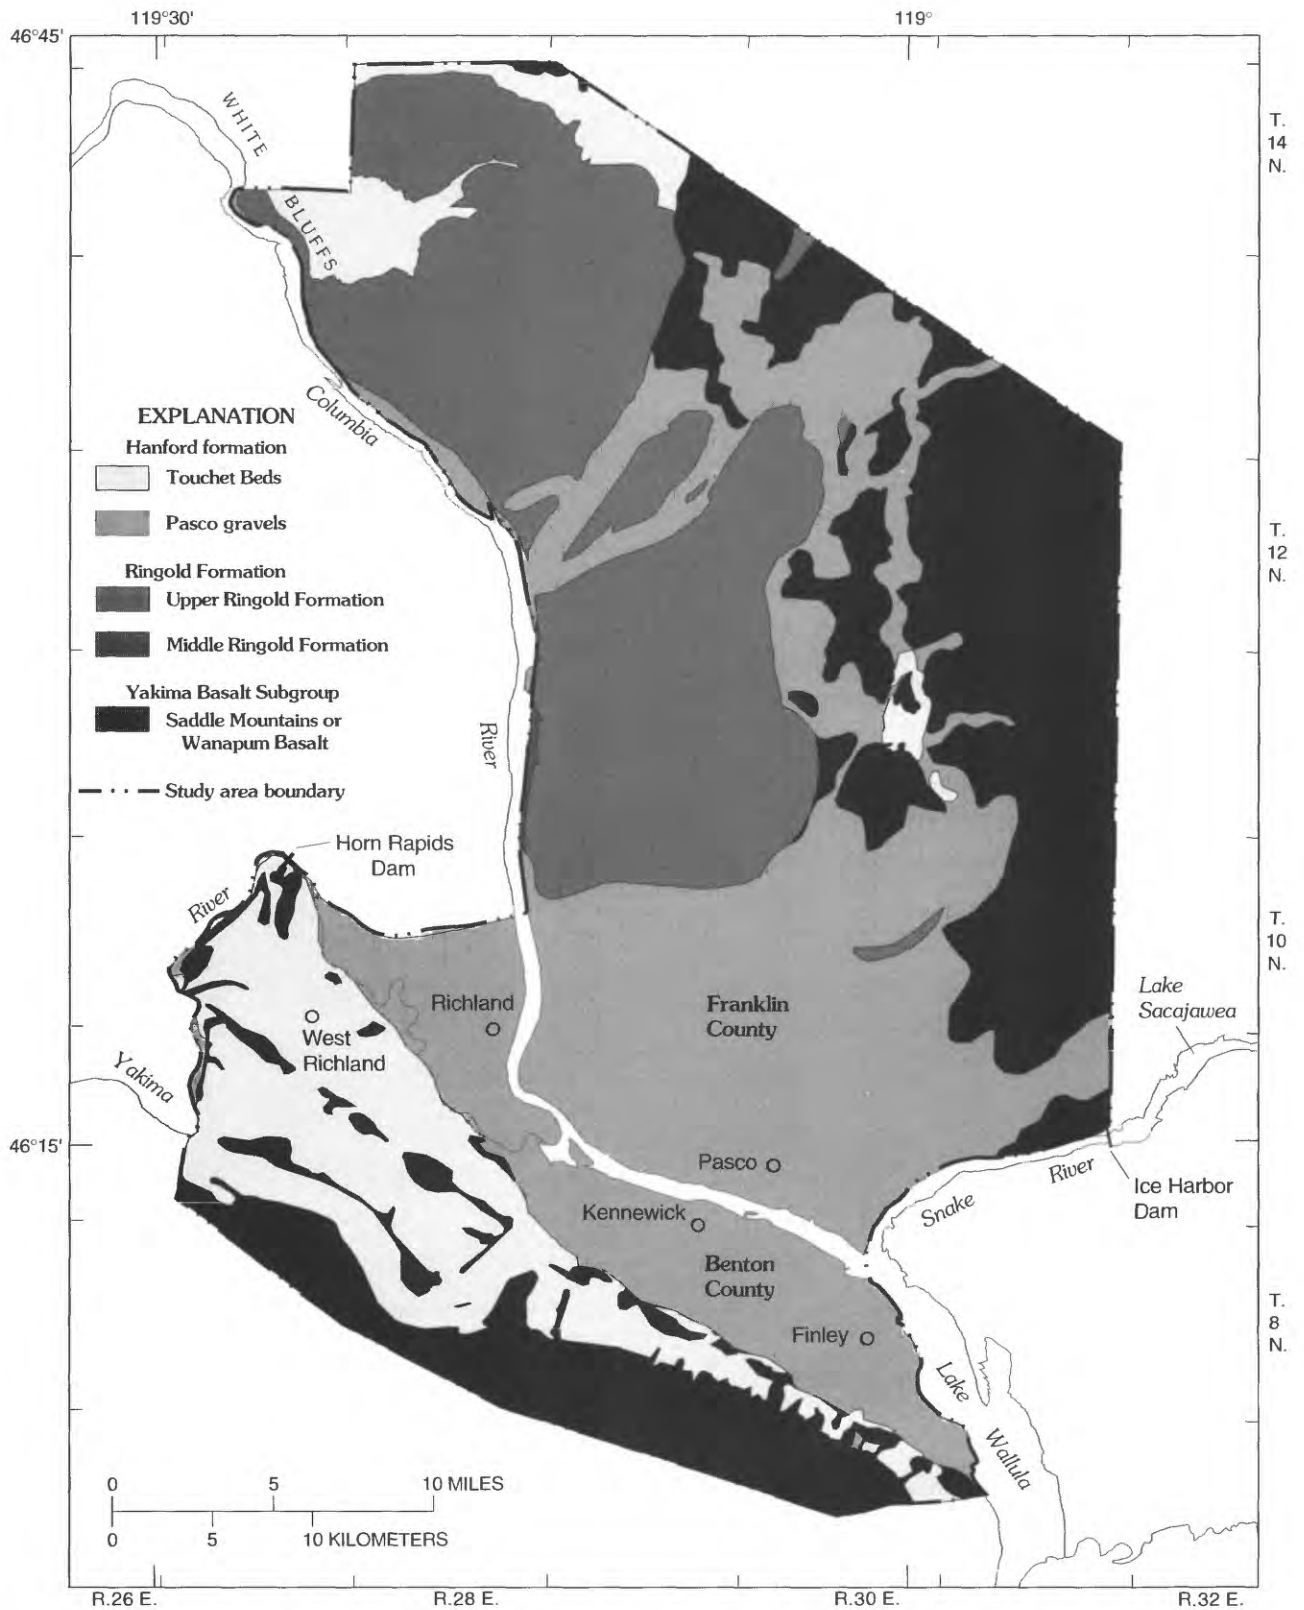 119°30'
119°
46°45'
WHITE
BLUFFS
T.
14
N.
Columbia
EXPLANATION
Hanford formation
Touchet Beds
Pasco gravels
Ringold Formation
Upper Ringold Formation
Middle Ringold Formation
Yakima Basalt Subgroup
Saddle Mountains or
Wanapum Basalt
Study area boundary
T.
12
N.
River
Horn Rapids
Dam
River
T.
10
N.
Richland
Franklin
County
Lake
Sacajawea
West
Richland
Yakima
46°15'
Pasco
River
Snake
Ice Harbor
Dam
Kennewick
Benton
County
Finley
T.
8
N.
Lake
Wallula
0 5 10 MILES
0 5 10 KILOMETERS
R.26 E. R.28 E. R.30 E. R.32 E.